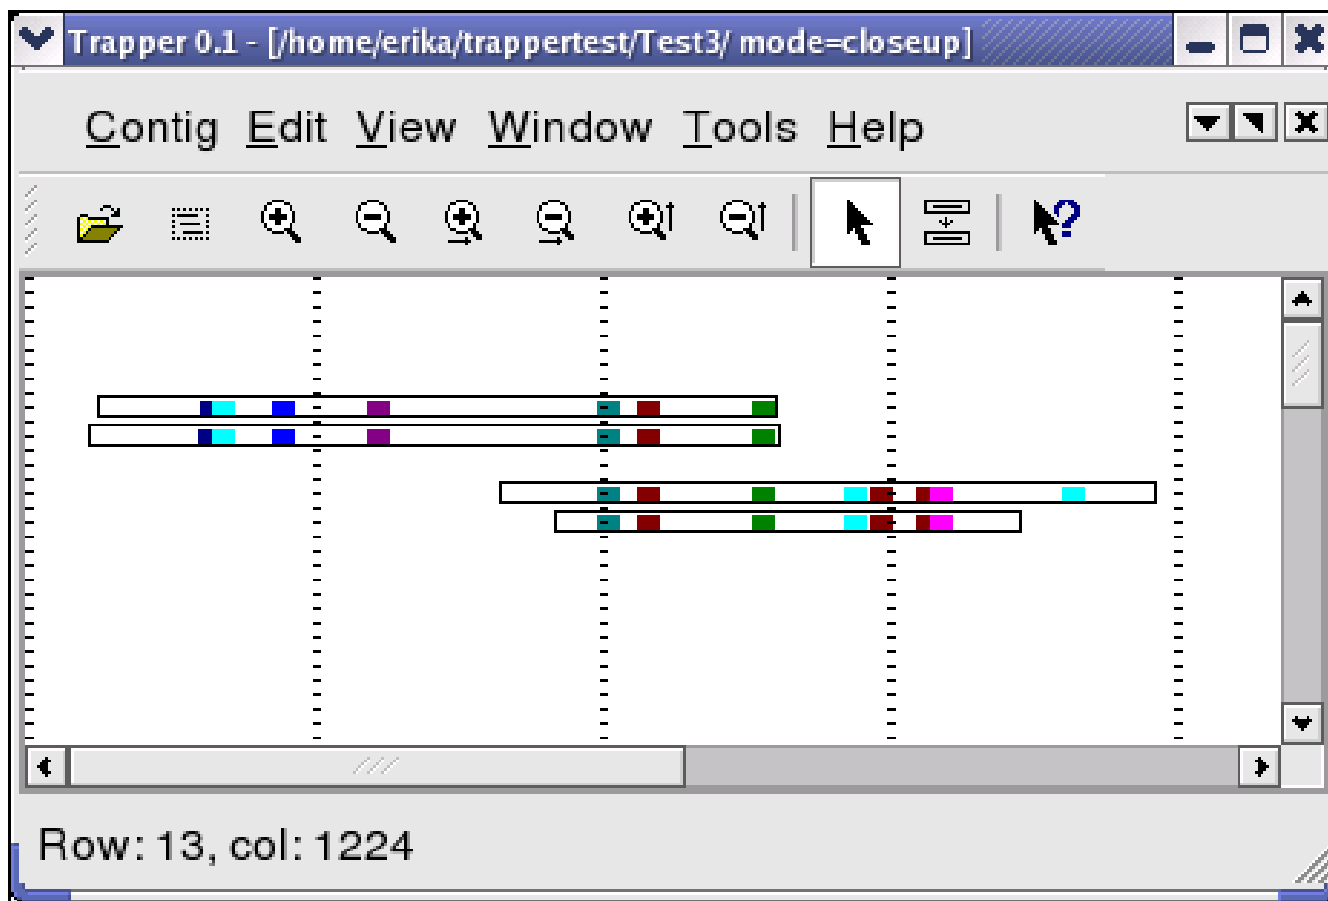 Trapper 0.1 - [/home/erika/trappertest/Test3/ mode=closeup]
Contig Edit View Window Tools Help
Row: 13, col: 1224